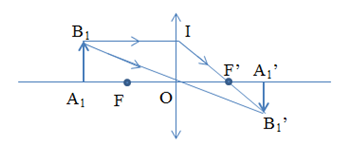 B₁ I
F' A₁'
A₁ F O
B₁'